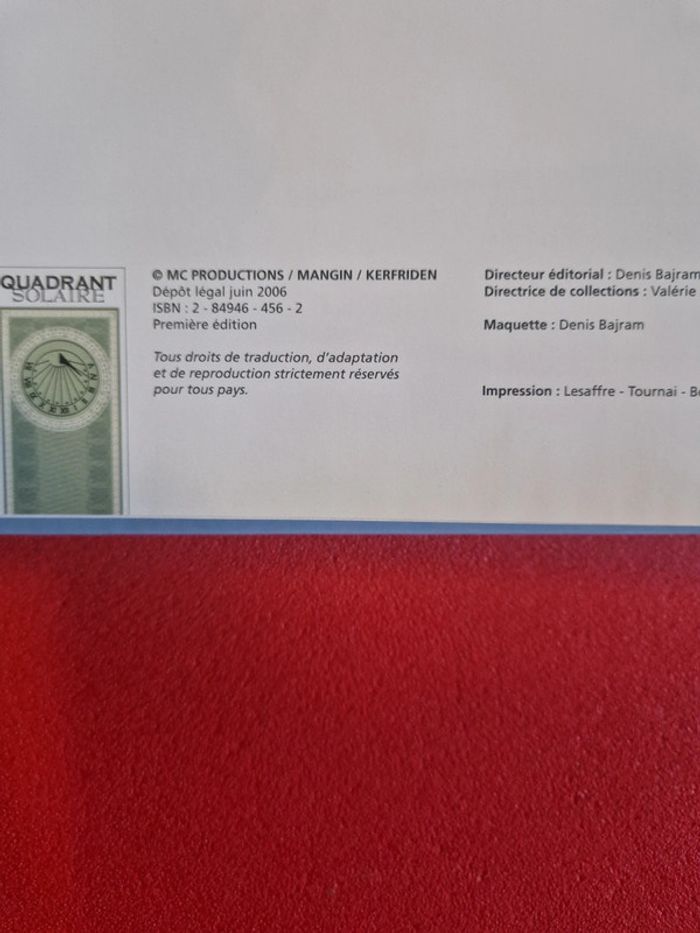 QUADRANT
SOLAIRE
© MC PRODUCTIONS / MANGIN / KERFRIDEN
Dépôt légal juin 2006
ISBN : 2 - 84946 - 456 - 2
Première édition
Tous droits de traduction, d'adaptation
et de reproduction strictement réservés
pour tous pays.
Directeur éditorial : Denis Bajram
Directrice de collections : Valérie
Maquette : Denis Bajram
Impression : Lesaffre - Tournai -